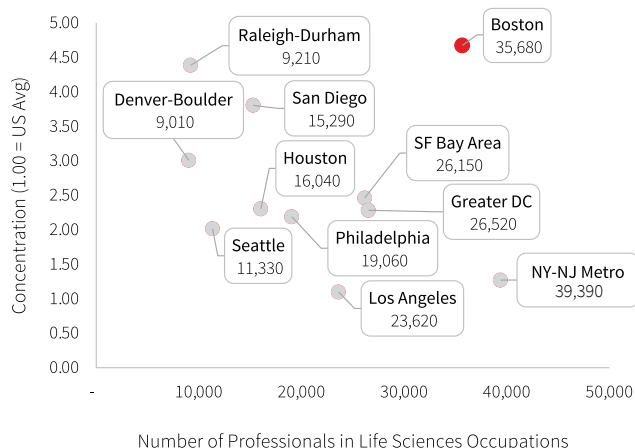 5.00
4.50
4.00
3.50
3.00
2.50
2.00
1.50
1.00
0.50
0.00
Concentration (1.00 = US Avg)
Raleigh-Durham
9,210
Boston
35,680
Denver-Boulder
9,010
San Diego
15,290
Houston
16,040
SF Bay Area
26,150
Greater DC
26,520
Seattle
11,330
Philadelphia
19,060
NY-NJ Metro
39,390
Los Angeles
23,620
-
10,000
20,000
30,000
40,000
50,000
Number of Professionals in Life Sciences Occupations